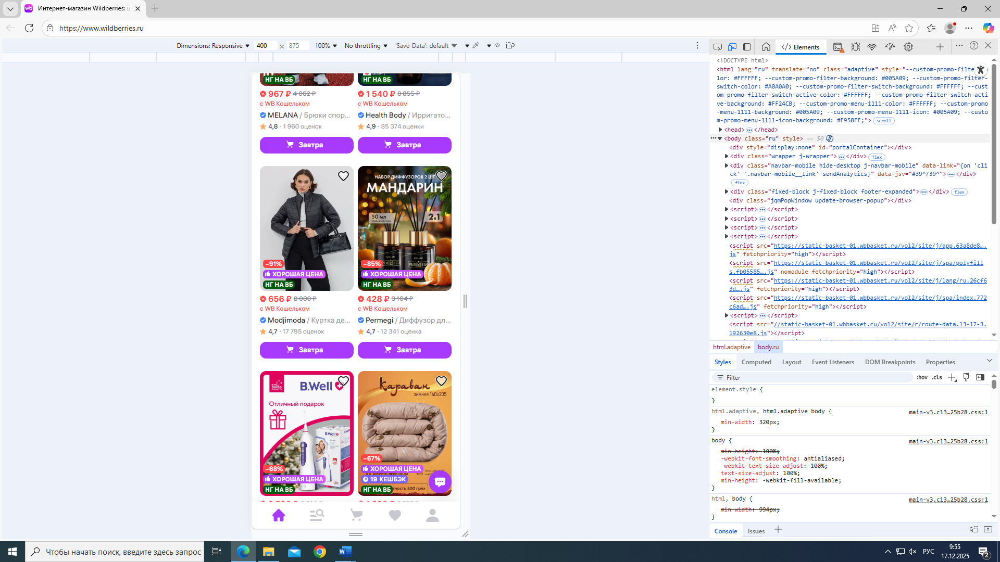 Интернет-магазин Wildberries: ш
https://www.wildberries.ru
Dimensions: Responsive 400 × 875 100% No throttling 'Save-Data': default
НГ НА ВБ
967 ₽ 4 062 ₽
с WB Кошельком
MELANA / Брюки спор...
4,8 · 1 960 оценок
Завтра
НГ НА ВБ
1 540 ₽ 8 855 ₽
с WB Кошельком
Health Body / Ирригато...
4,9 · 85 374 оценки
Завтра
−91%
ХОРОШАЯ ЦЕНА
НГ НА ВБ
656 ₽ 8 000 ₽
с WB Кошельком
Modjimoda / Куртка де...
4,7 · 17 795 оценок
Завтра
НАБОР ДИФФУЗОРОВ 2 ШТ
МАНДАРИН
50 мл
2в1
PERMEGI
−85%
ХОРОШАЯ ЦЕНА
НГ НА ВБ
428 ₽ 3 104 ₽
с WB Кошельком
Permegi / Диффузор дл...
4,7 · 12 341 оценка
Завтра
B.WELL SWISS
B.Well
Отличный подарок
B.Well
−68%
ХОРОШАЯ ЦЕНА
НГ НА ВБ
Караван
зимнее 140x205
−67%
ХОРОШАЯ ЦЕНА
19 КЕШБЭК
НГ НА ВБ
Elements
<!DOCTYPE html>
<html lang="ru" translate="no" class="adaptive" style="--custom-promo-filte
lor: #FFFFFF; --custom-promo-filter-background: #005A09; --custom-promo-filter-
switch-color: #A0A0A0; --custom-promo-filter-switch-background: #FFFFFF; --cust
om-promo-filter-switch-active-color: #FFFFFF; --custom-promo-filter-switch-acti
ve-background: #FF24CB; --custom-promo-menu-1111-color: #FFFFFF; --custom-promo
-menu-1111-background: #005A09; --custom-promo-menu-1111-icon: #005A09; --custo
m-promo-menu-1111-icon-background: #F958FF;"> scroll
<head> ••• </head>
••• <body class="ru" style> == $0
<div style="display:none" id="portalContainer"></div>
<div class="wrapper j-wrapper"> ••• </div> flex
<div class="navbar-mobile hide-desktop j-navbar-mobile" data-link="{on 'cli
ck' '.navbar-mobile__link' sendAnalytics}" data-jsv="#39^/39^"> ••• </div>
flex
<div class="fixed-block j-fixed-block footer-expanded"> ••• </div> flex
<div class="jqmPopWindow update-browser-popup"></div>
<script> ••• </script>
<script> ••• </script>
<script> ••• </script>
<script> ••• </script>
<script src="https://static-basket-01.wbbasket.ru/vol2/site/j/app.63a8de8….
js" fetchpriority="high"></script>
<script src="https://static-basket-01.wbbasket.ru/vol2/site/j/spa/polyfill
s.fb05585….js" nomodule fetchpriority="high"></script>
<script src="https://static-basket-01.wbbasket.ru/vol2/site/j/lang/ru.26cf6
3d….js" fetchpriority="high"></script>
<script src="https://static-basket-01.wbbasket.ru/vol2/site/j/spa/index.772
c6ad….js" fetchpriority="high"></script>
<script> ••• </script>
<script src="//static-basket-01.wbbasket.ru/vol2/site/r/route-data.13-17-3.
192630e8.js"></script>
html.adaptive body.ru
Styles Computed Layout Event Listeners DOM Breakpoints Properties
Filter :hov .cls
element.style {
}
html.adaptive, html.adaptive body { main-v3.c13…25b28.css:1
min-width: 320px;
}
body { main-v3.c13…25b28.css:1
min-height: 100%;
-webkit-font-smoothing: antialiased;
-webkit-text-size-adjust: 100%;
text-size-adjust: 100%;
min-height: -webkit-fill-available;
}
html, body { main-v3.c13…25b28.css:1
min-width: 994px;
}
Console Issues
Чтобы начать поиск, введите здесь запрос
РУС
9:55
17.12.2025
2